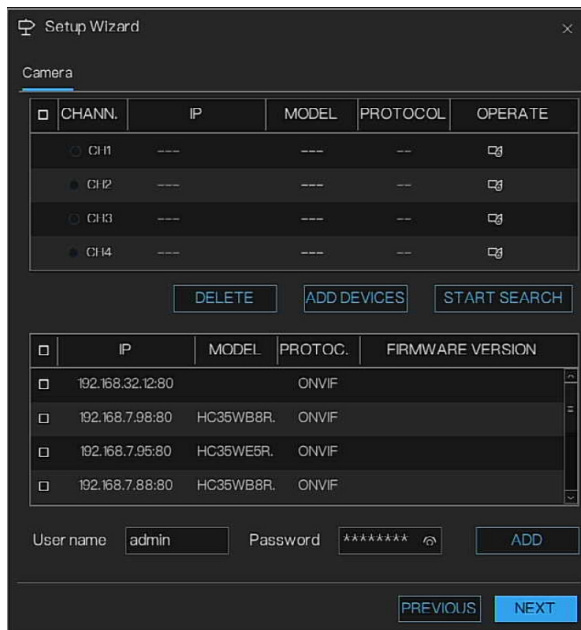 Setup Wizard
Camera
CHANN. IP MODEL PROTOCOL OPERATE
CH1 --- --- --
CH2 --- --- --
CH3 --- --- --
CH4 --- --- --
DELETE ADD DEVICES START SEARCH
IP MODEL PROTOC. FIRMWARE VERSION
192.168.32.12:80 ONVIF
192.168.7.98:80 HC35WB8R. ONVIF
192.168.7.95:80 HC35WE5R. ONVIF
192.168.7.88:80 HC35WB8R. ONVIF
User name admin Password ******** ADD
PREVIOUS NEXT